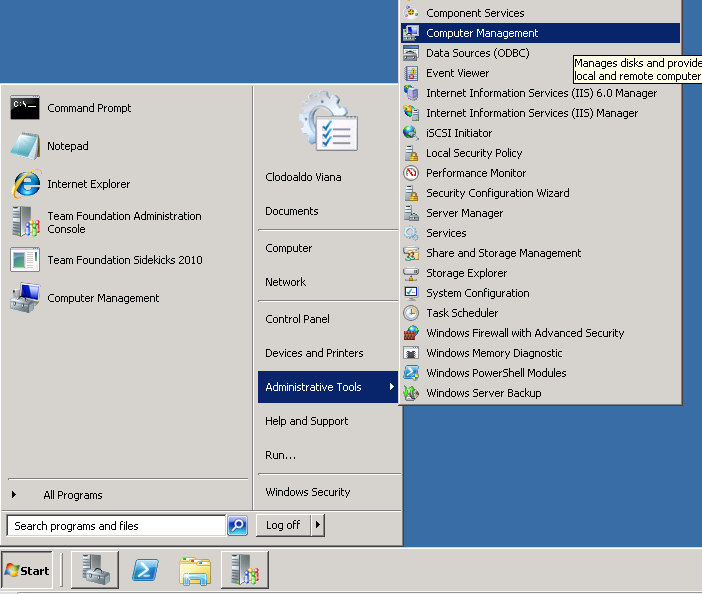 Command Prompt
Notepad
Internet Explorer
Team Foundation Administration
Console
Team Foundation Sidekicks 2010
Computer Management
All Programs
Search programs and files
Clodoaldo Viana
Documents
Computer
Network
Control Panel
Devices and Printers
Administrative Tools
Help and Support
Run...
Windows Security
Log off
Component Services
Computer Management
Data Sources (ODBC)
Event Viewer
Internet Information Services (IIS) 6.0 Manager
Internet Information Services (IIS) Manager
iSCSI Initiator
Local Security Policy
Performance Monitor
Security Configuration Wizard
Server Manager
Services
Share and Storage Management
Storage Explorer
System Configuration
Task Scheduler
Windows Firewall with Advanced Security
Windows Memory Diagnostic
Windows PowerShell Modules
Windows Server Backup
Manages disks and provide
local and remote computer
Start